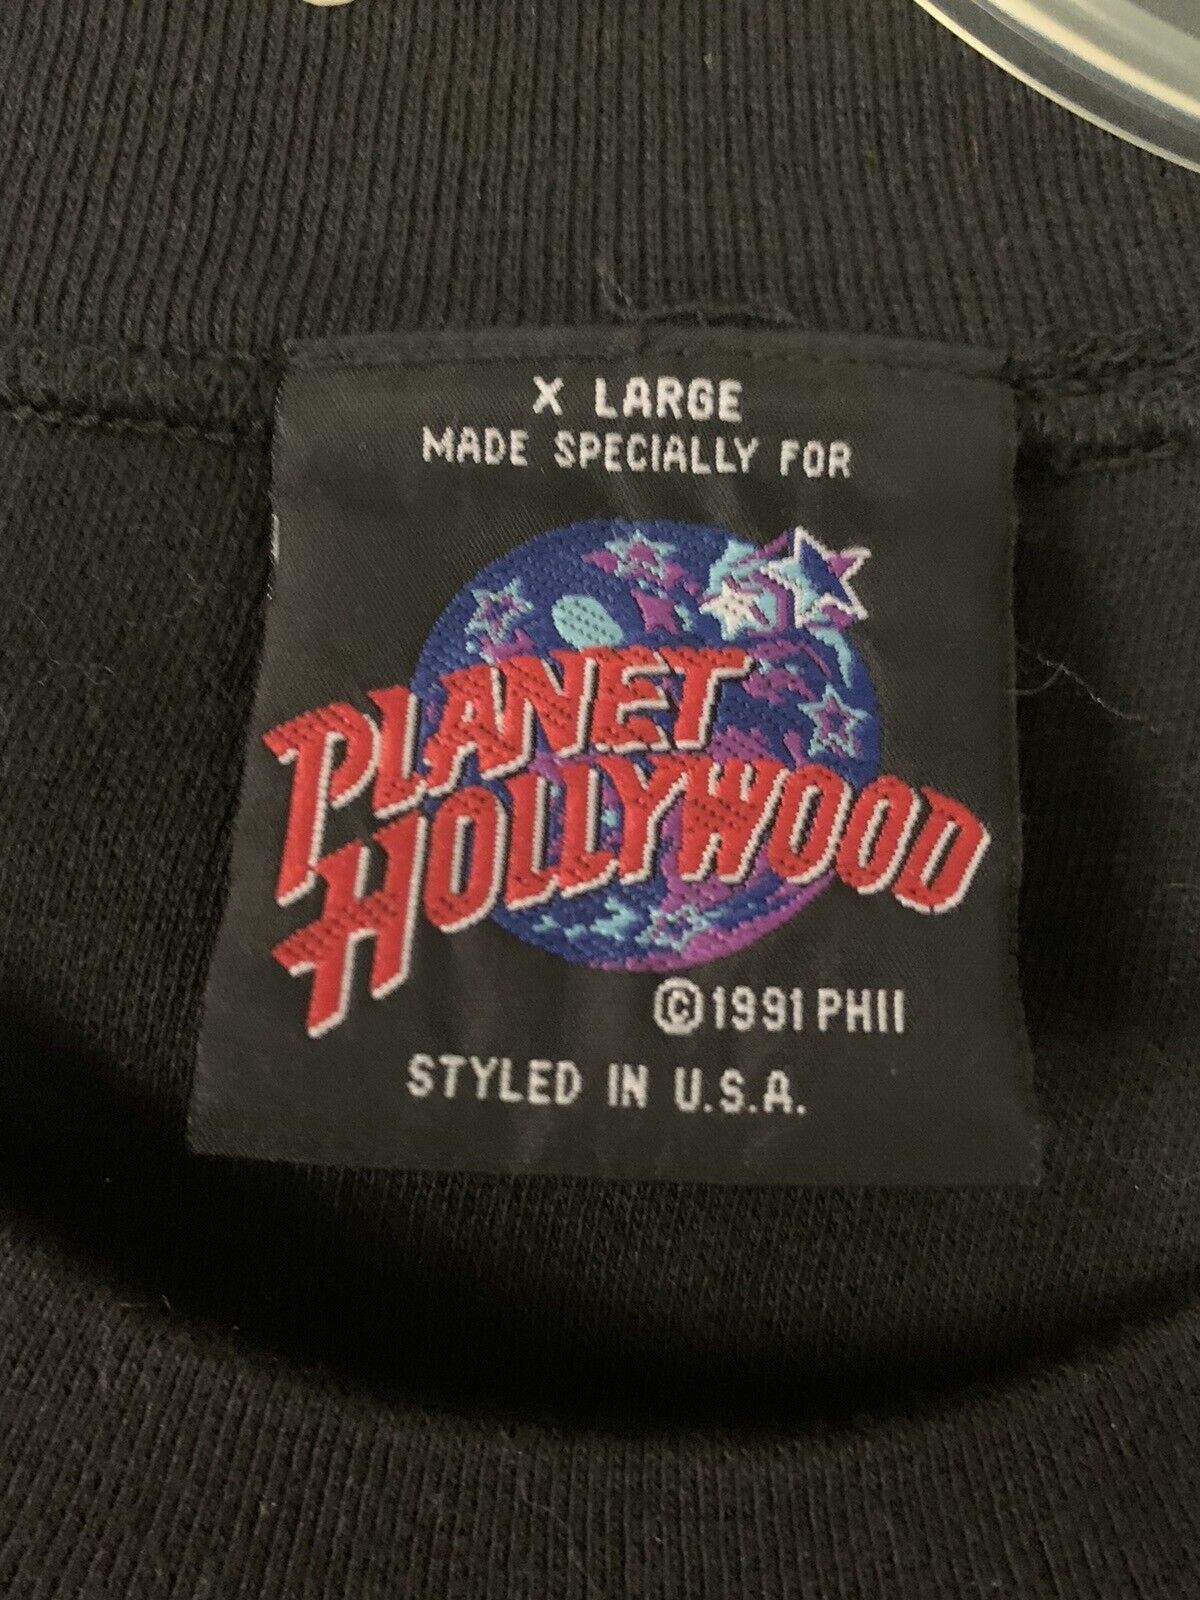 X LARGE
MADE SPECIALLY FOR
PLANET
HOLLYWOOD
©1991 PHII
STYLED IN U.S.A.